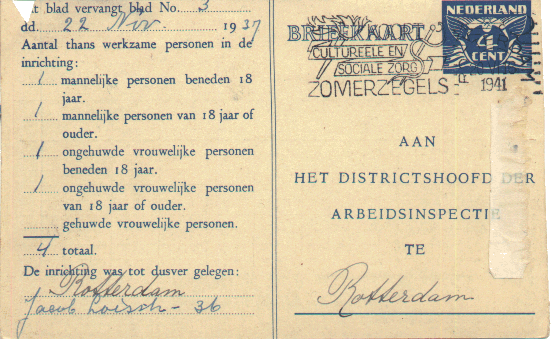 Dit blad vervangt blad No. 3
dd. 22 Nov. 1937
Aantal thans werkzame personen in de
inrichting:
1 mannelijke personen beneden 18
jaar.
1 mannelijke personen van 18 jaar of
ouder.
1 ongehuwde vrouwelijke personen
beneden 18 jaar.
1 ongehuwde vrouwelijke personen
van 18 jaar of ouder.
gehuwde vrouwelijke personen.
4 totaal.
De inrichting was tot dusver gelegen:
Rotterdam
Jacob - 36
BRIEFKAART
CULTUREELE EN
SOCIALE ZORG
ZOMERZEGELS
NEDERLAND
CENT
1941
AAN
HET DISTRICTSHOOFD DER
ARBEIDSINSPECTIE
TE
Rotterdam